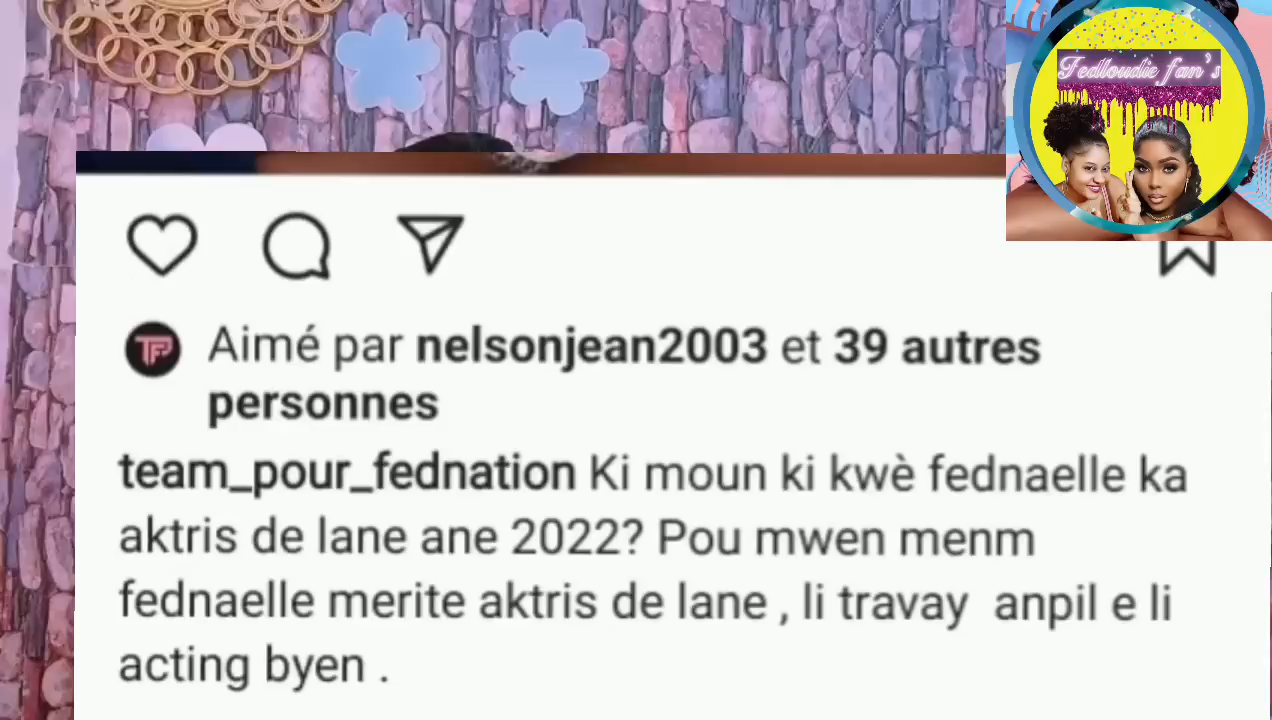 Fedloudie fan's
Aimé par nelsonjean2003 et 39 autres
personnes
team_pour_fednation Ki moun ki kwè fednaelle ka
aktris de lane ane 2022? Pou mwen menm
fednaelle merite aktris de lane , li travay anpil e li
acting byen .